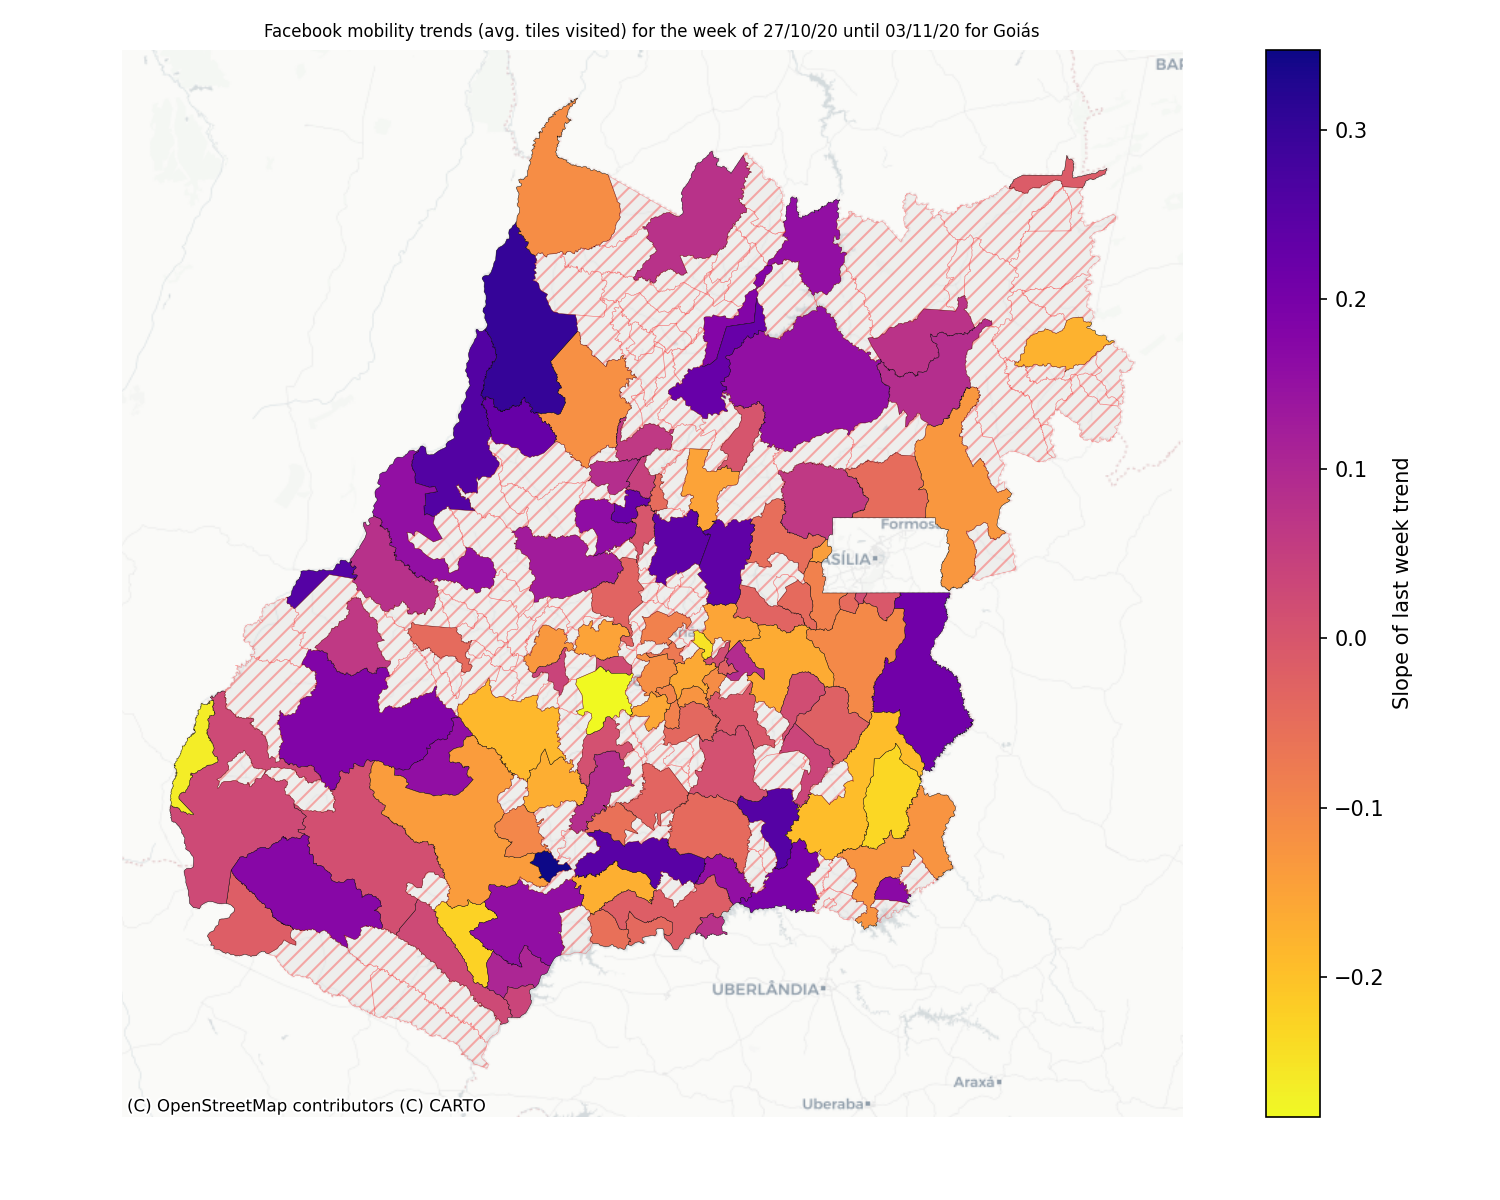 Facebook mobility trends (avg. tiles visited) for the week of 27/10/20 until 03/11/20 for Goiás
BAR
0.3
0.2
0.1
0.0
−0.1
−0.2
Slope of last week trend
Formos
ASÍLIA
UBERLÂNDIA
Araxá
Uberaba
(C) OpenStreetMap contributors (C) CARTO